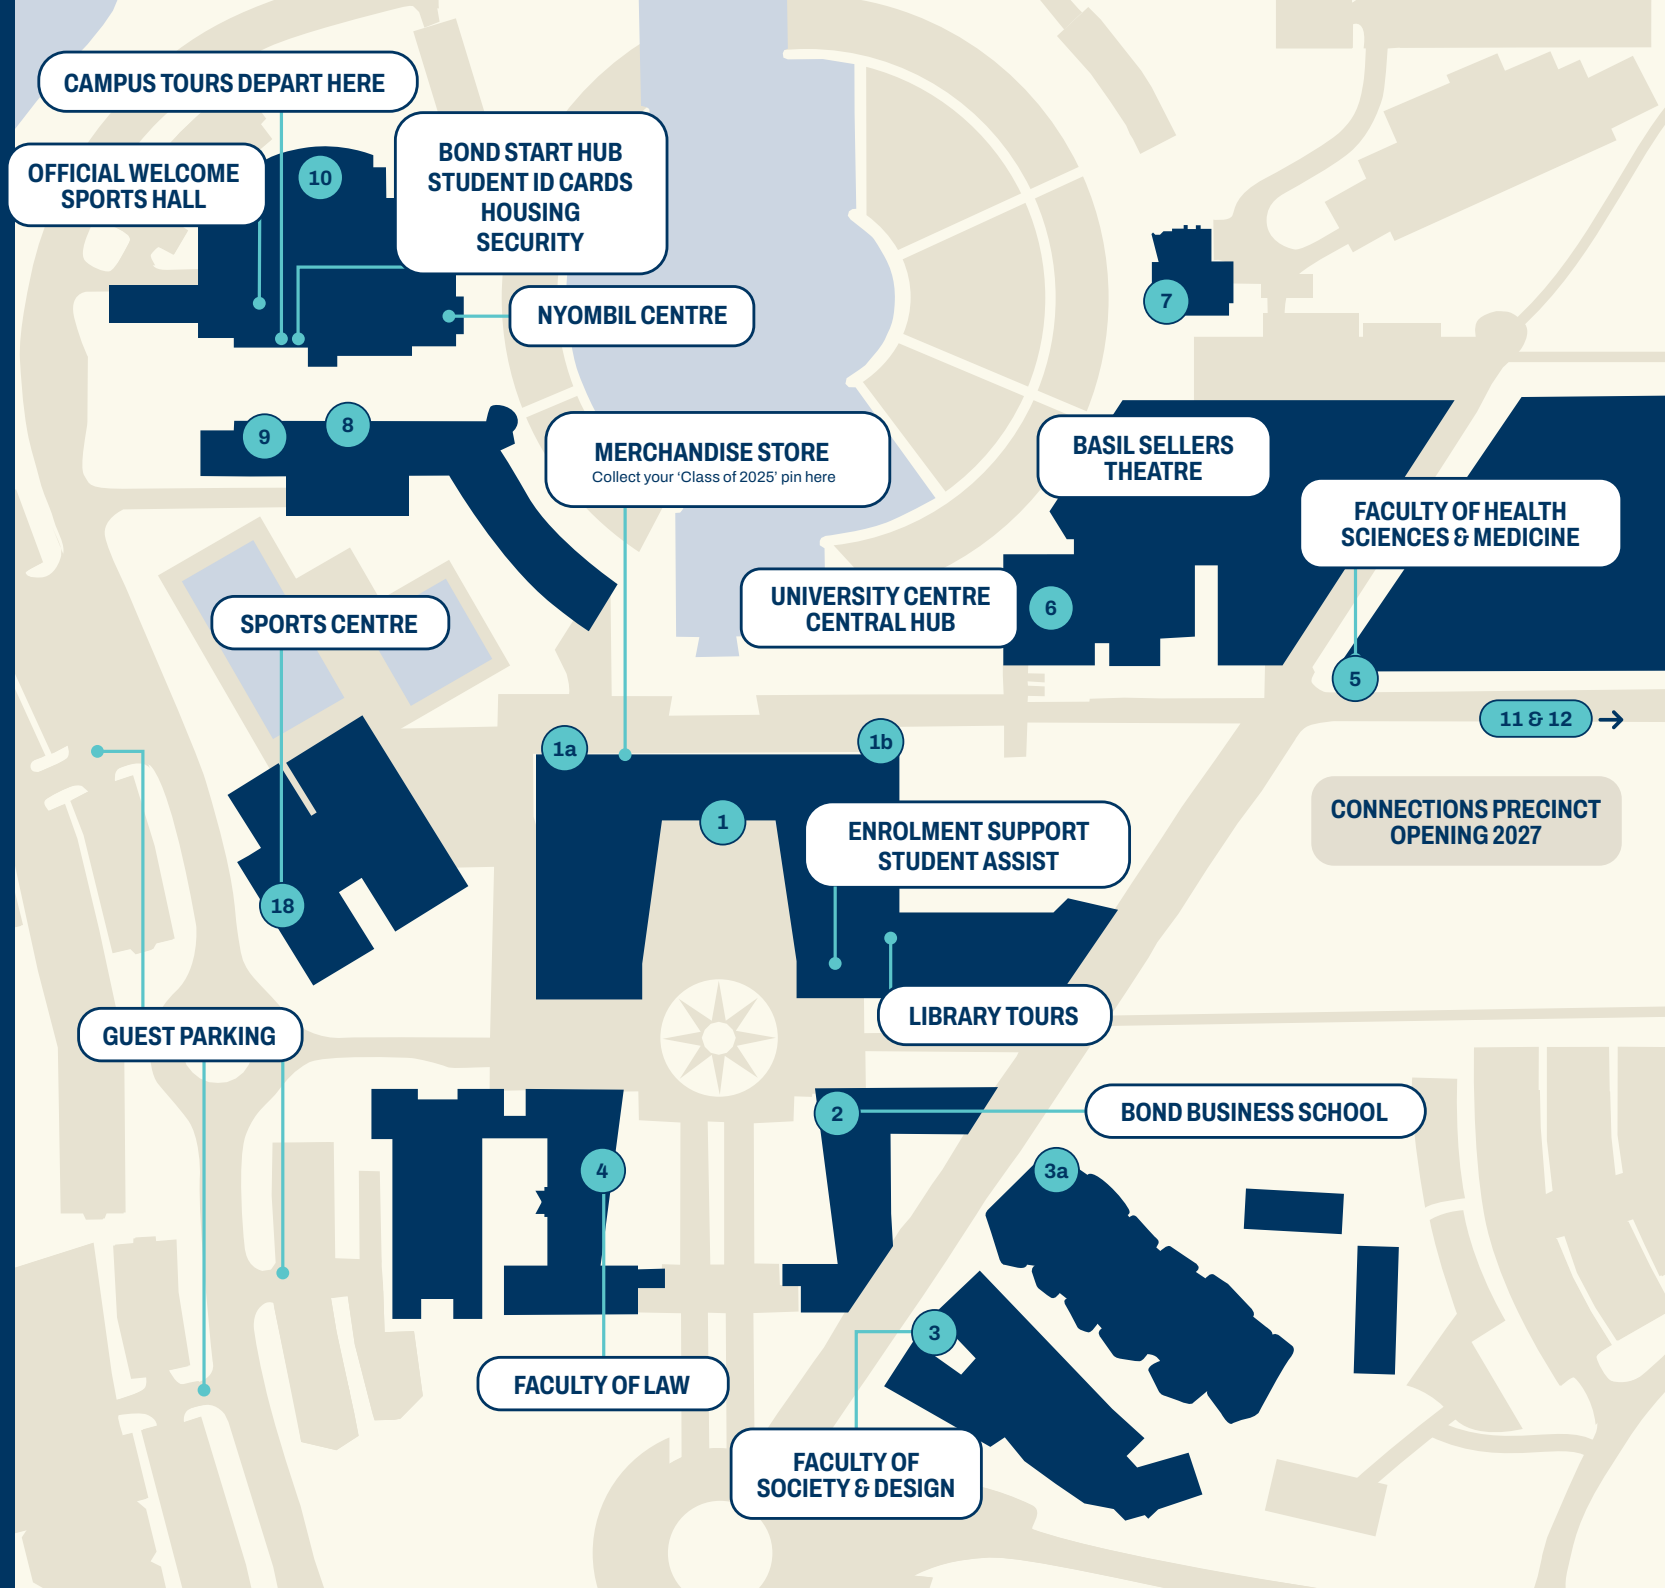 CAMPUS TOURS DEPART HERE
OFFICIAL WELCOME
SPORTS HALL
10
BOND START HUB
STUDENT ID CARDS
HOUSING
SECURITY
NYOMBIL CENTRE
7
9
8
MERCHANDISE STORE
Collect your ‘Class of 2025’ pin here
BASIL SELLERS
THEATRE
FACULTY OF HEALTH
SCIENCES & MEDICINE
UNIVERSITY CENTRE
CENTRAL HUB
6
SPORTS CENTRE
5
11 & 12 →
1a
1b
1
CONNECTIONS PRECINCT
OPENING 2027
ENROLMENT SUPPORT
STUDENT ASSIST
18
LIBRARY TOURS
GUEST PARKING
2
BOND BUSINESS SCHOOL
4
3a
3
FACULTY OF LAW
FACULTY OF
SOCIETY & DESIGN